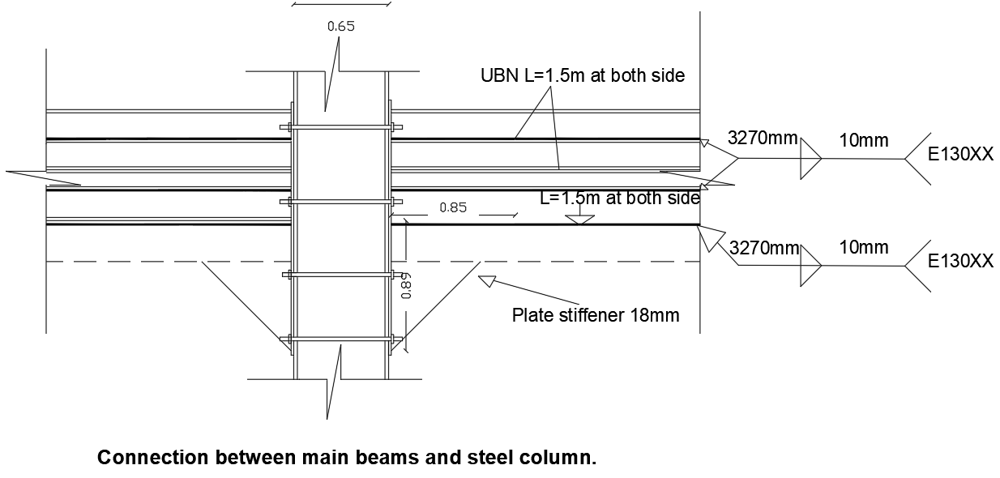 0.65
UBN L=1.5m at both side
3270mm
10mm
E130XX
L=1.5m at both side
0.85
3270mm
10mm
E130XX
0.89
Plate stiffener 18mm
Connection between main beams and steel column.